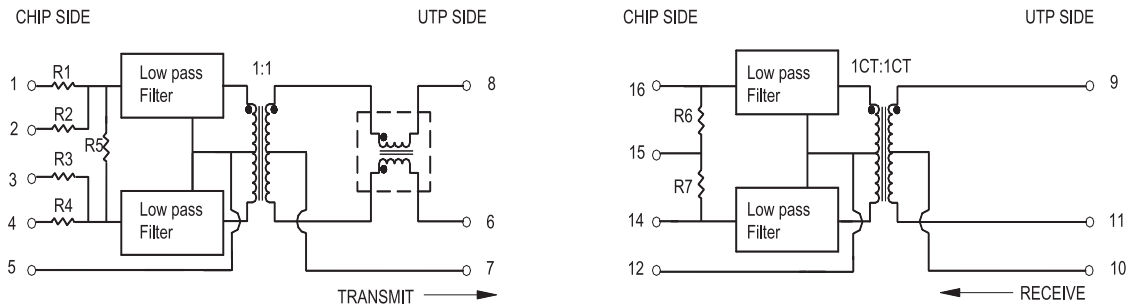 CHIP SIDE
UTP SIDE
1:1
1
R1
Low pass
Filter
8
2
R2
R5
3
R3
4
R4
Low pass
Filter
6
5
7
TRANSMIT
CHIP SIDE
UTP SIDE
1CT:1CT
16
Low pass
Filter
9
R6
15
R7
14
Low pass
Filter
11
12
10
RECEIVE